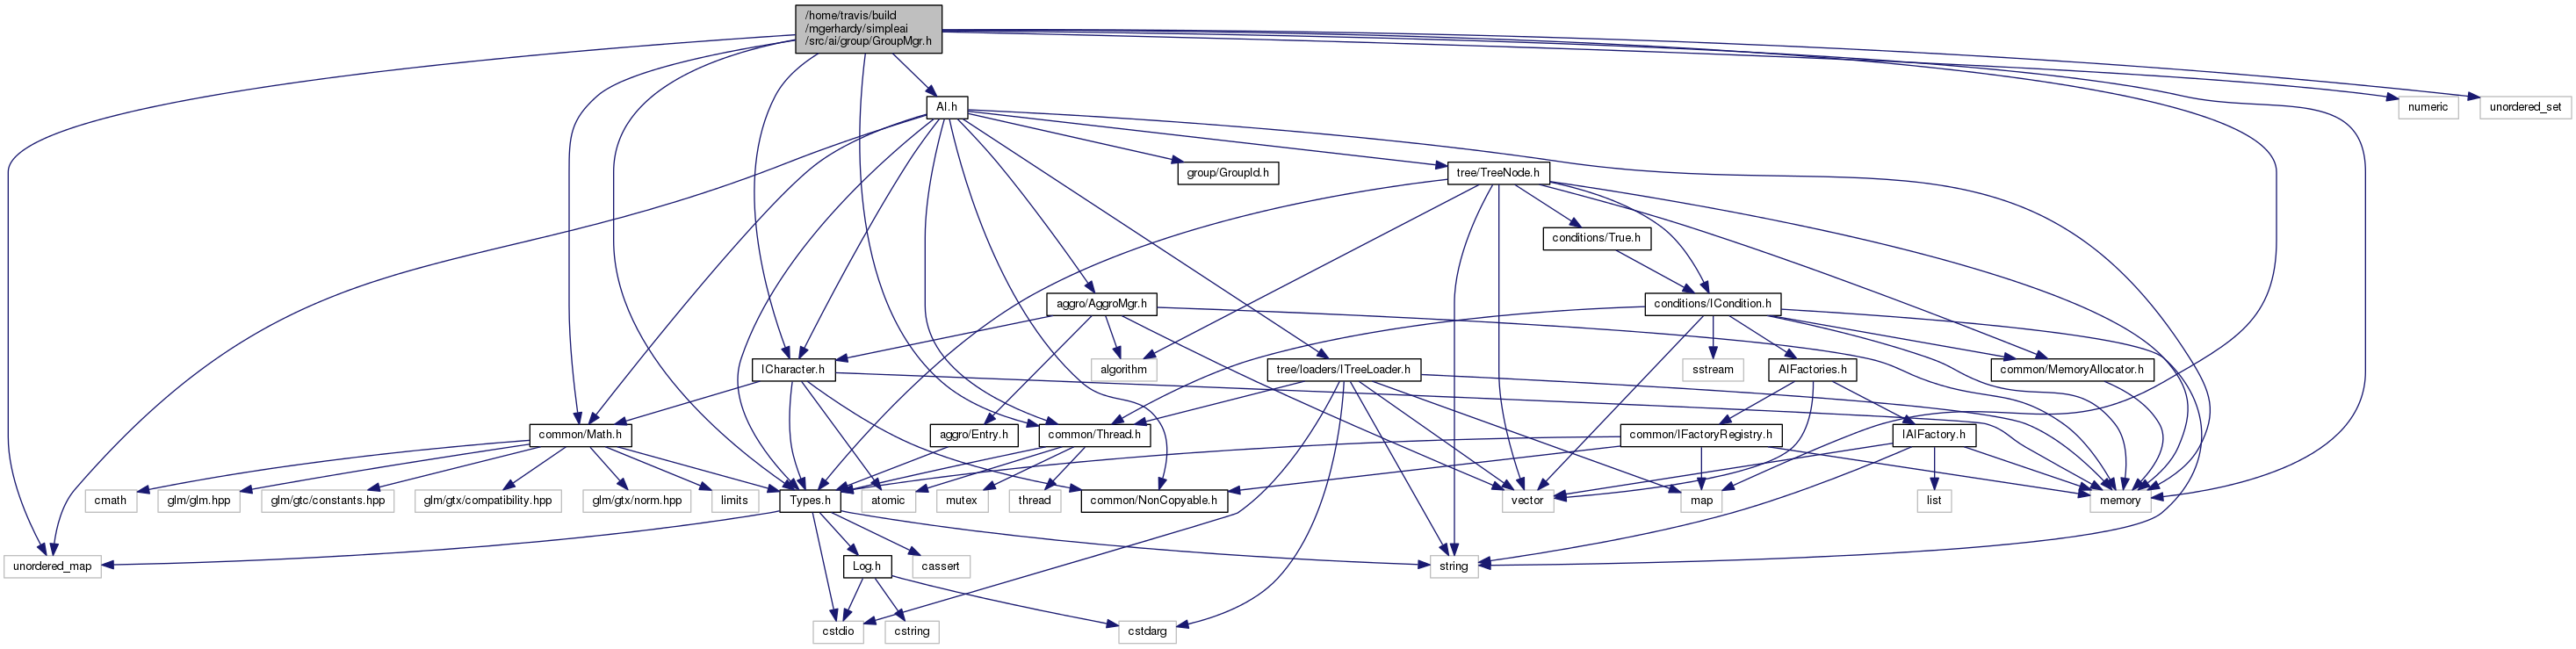 /home/travis/build
/mgerhardy/simpleai
/src/ai/group/GroupMgr.h
AI.h
numeric
unordered_set
group/GroupId.h
tree/TreeNode.h
conditions/True.h
aggro/AggroMgr.h
conditions/ICondition.h
ICharacter.h
algorithm
tree/loaders/ITreeLoader.h
sstream
AIFactories.h
common/MemoryAllocator.h
common/Math.h
aggro/Entry.h
common/Thread.h
common/IFactoryRegistry.h
IAIFactory.h
cmath
glm/glm.hpp
glm/gtc/constants.hpp
glm/gtx/compatibility.hpp
glm/gtx/norm.hpp
limits
Types.h
atomic
mutex
thread
common/NonCopyable.h
vector
map
list
memory
unordered_map
Log.h
cassert
string
cstdio
cstring
cstdarg